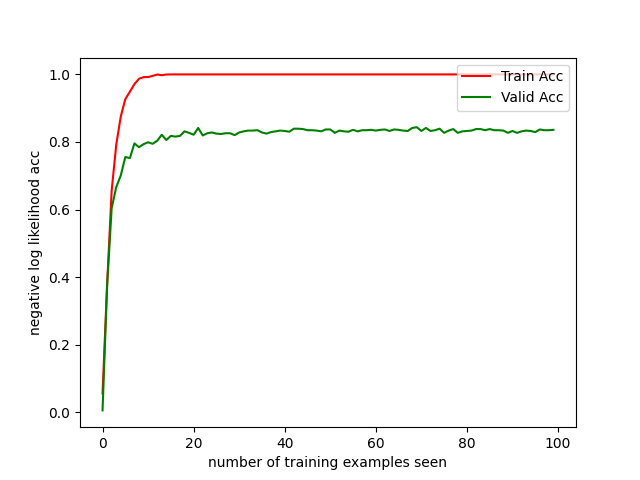 1.0
0.8
0.6
0.4
0.2
0.0
negative log likelihood acc
Train Acc
Valid Acc
0 20 40 60 80 100
number of training examples seen